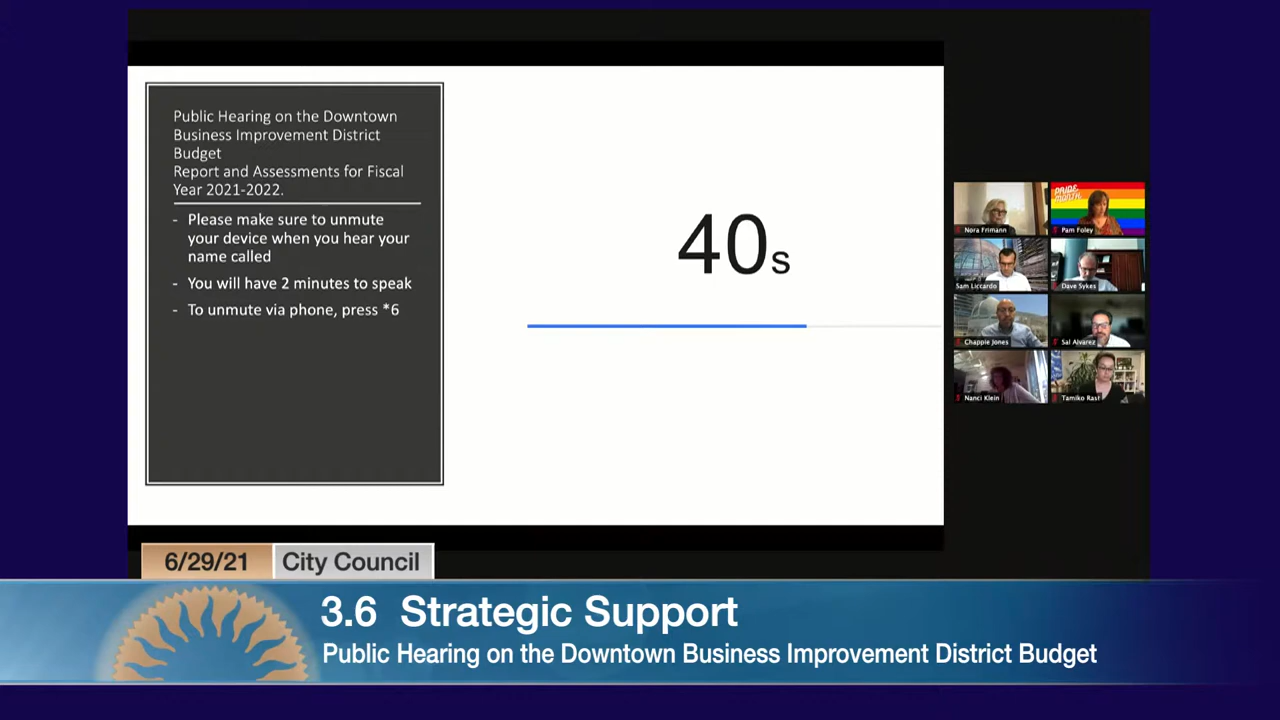 Public Hearing on the Downtown
Business Improvement District
Budget
Report and Assessments for Fiscal
Year 2021-2022.
- Please make sure to unmute
your device when you hear your
name called
- You will have 2 minutes to speak
- To unmute via phone, press *6
40s
PRIDE
MONTH
Nora Frimann
Pam Foley
Sam Liccardo
Dave Sykes
Chappie Jones
Sal Alvarez
Nanci Klein
Tamiko Rast
6/29/21
City Council
3.6 Strategic Support
Public Hearing on the Downtown Business Improvement District Budget